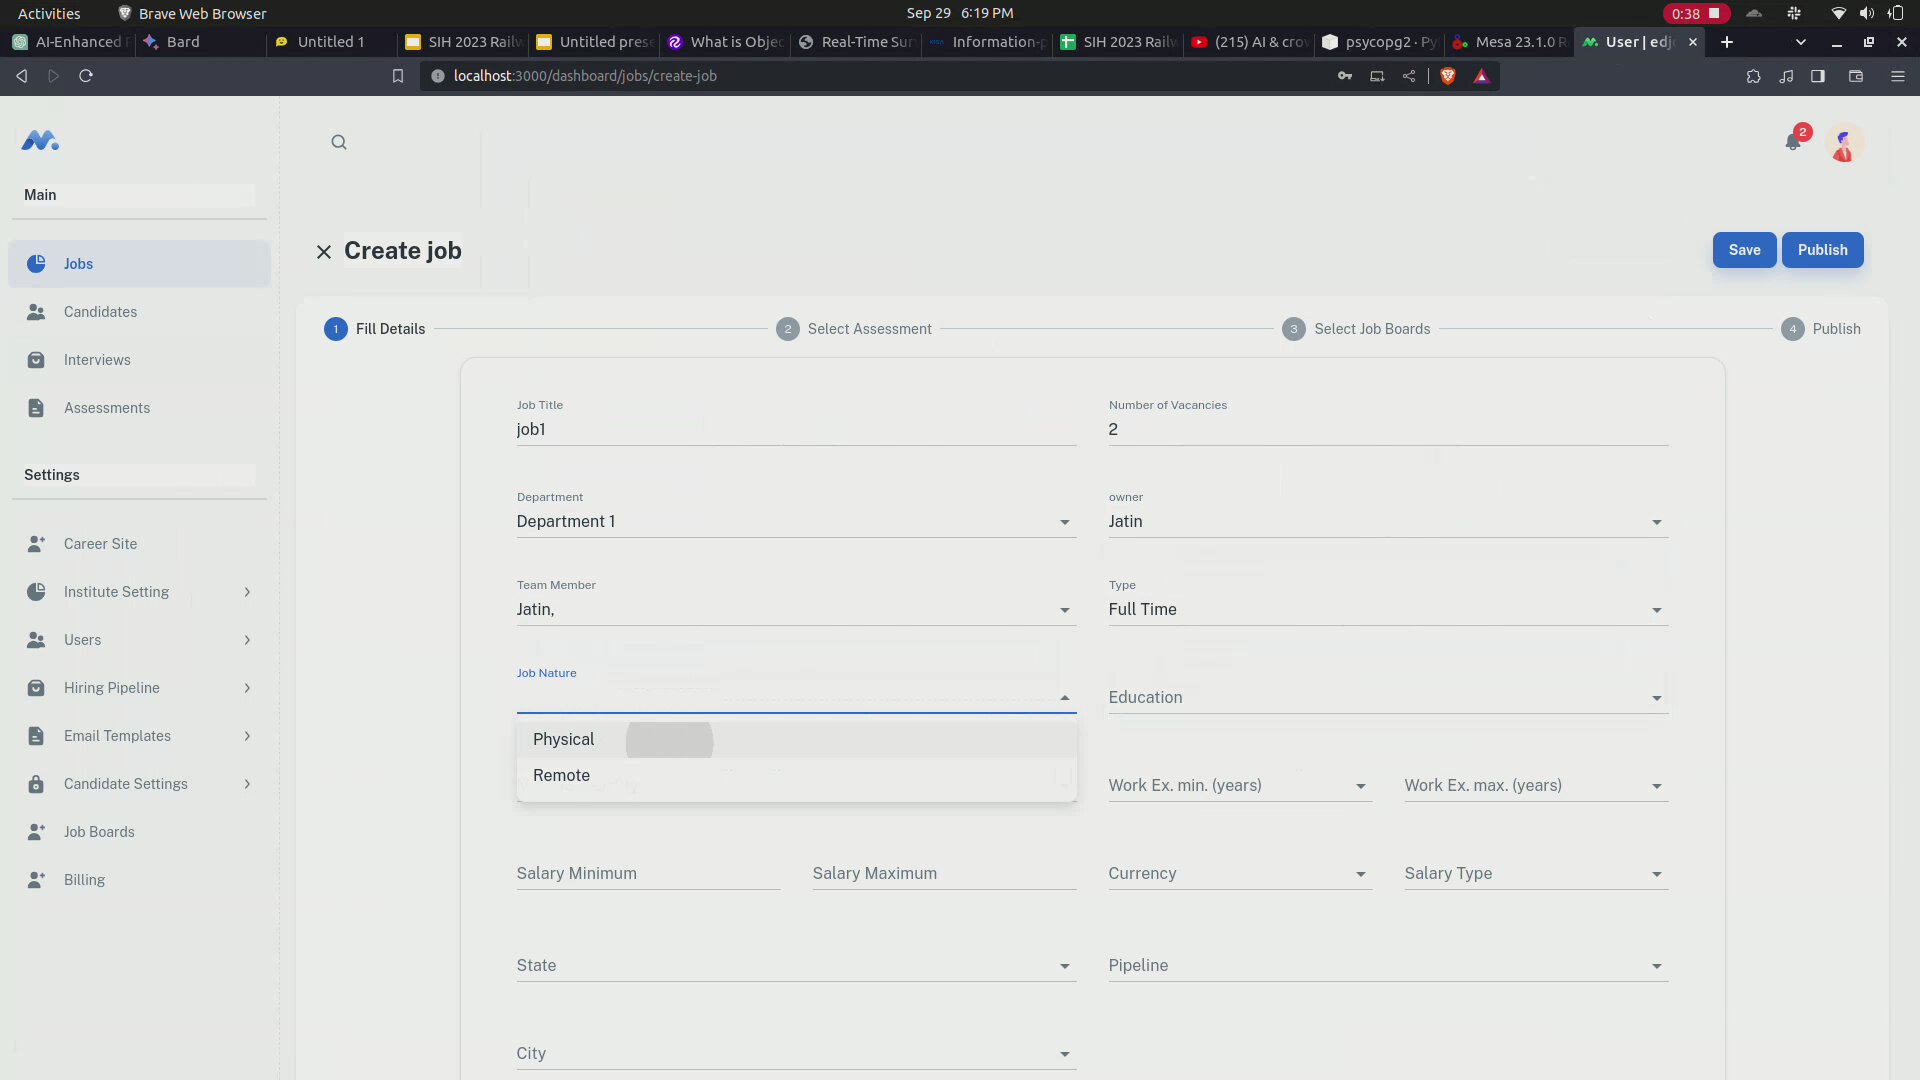 Activities
Brave Web Browser
Sep 29 6:19 PM
0:38
AI-Enhanced
Bard
Untitled 1
SIH 2023 Railw
Untitled prese
What is Objec
Real-Time Sur
Information-p
SIH 2023 Railw
(215) AI & crow
psycopg2 · Py
Mesa 23.1.0 R
User | edj
localhost:3000/dashboard/jobs/create-job
2
Main
Create job
Save
Publish
Jobs
Candidates
Interviews
Assessments
1 Fill Details
2 Select Assessment
3 Select Job Boards
4 Publish
Job Title
job1
Number of Vacancies
2
Settings
Department
Department 1
owner
Jatin
Career Site
Institute Setting
Users
Hiring Pipeline
Email Templates
Candidate Settings
Job Boards
Billing
Team Member
Jatin,
Type
Full Time
Job Nature
Education
Physical
Remote
Work Ex. min. (years)
Work Ex. max. (years)
Salary Minimum
Salary Maximum
Currency
Salary Type
State
Pipeline
City